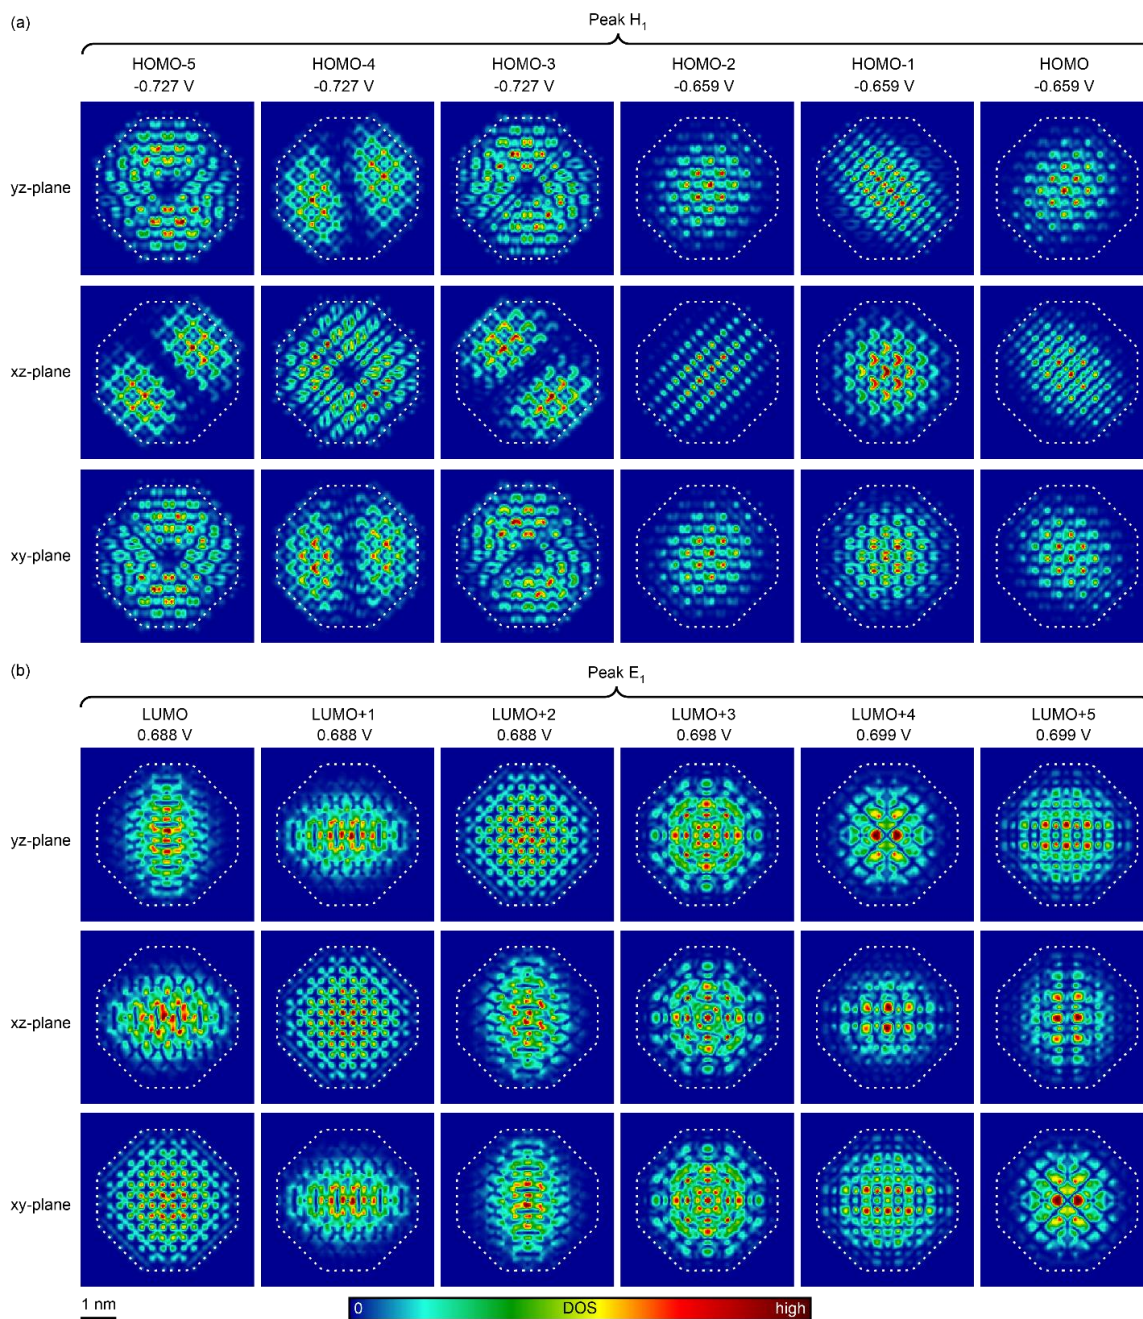 (a)
Peak H₁
HOMO-5 HOMO-4 HOMO-3 HOMO-2 HOMO-1 HOMO
-0.727 V -0.727 V -0.727 V -0.659 V -0.659 V -0.659 V
yz-plane
xz-plane
xy-plane
(b)
Peak E₁
LUMO LUMO+1 LUMO+2 LUMO+3 LUMO+4 LUMO+5
0.688 V 0.688 V 0.688 V 0.698 V 0.699 V 0.699 V
yz-plane
xz-plane
xy-plane
1 nm 0 DOS high